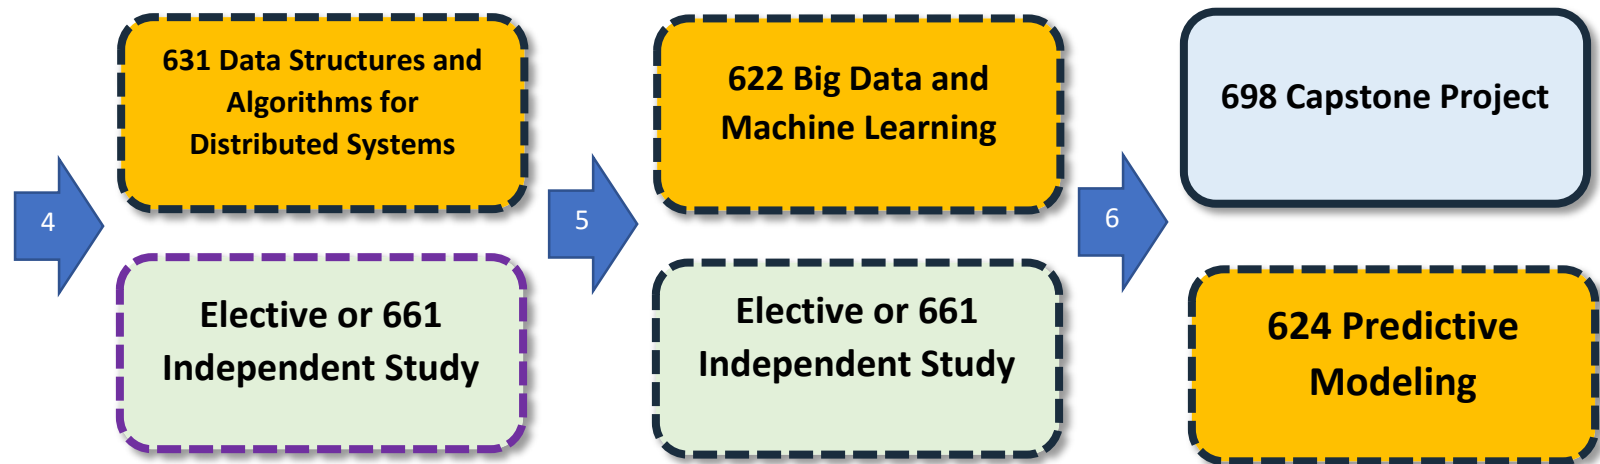 4
631 Data Structures and
Algorithms for
Distributed Systems
Elective or 661
Independent Study
5
622 Big Data and
Machine Learning
Elective or 661
Independent Study
6
698 Capstone Project
624 Predictive
Modeling